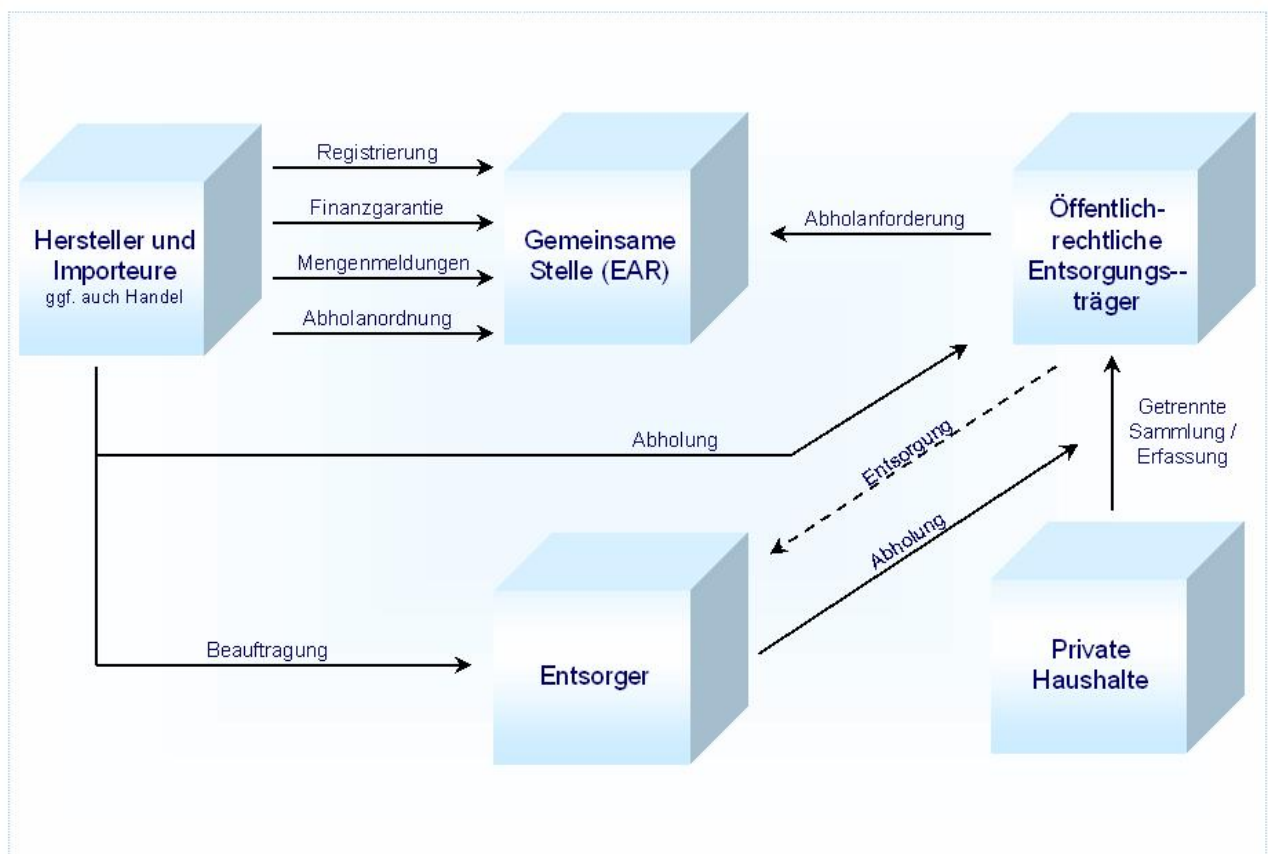 Registrierung
Finanzgarantie
Mengenmeldungen
Abholanordnung
Hersteller und
Importeure
ggf. auch Handel
Gemeinsame
Stelle (EAR)
Abholanforderung
Öffentlich-
rechtliche
Entsorgungs--
träger
Abholung
Entsorgung
Abholung
Getrennte
Sammlung /
Erfassung
Beauftragung
Entsorger
Private
Haushalte